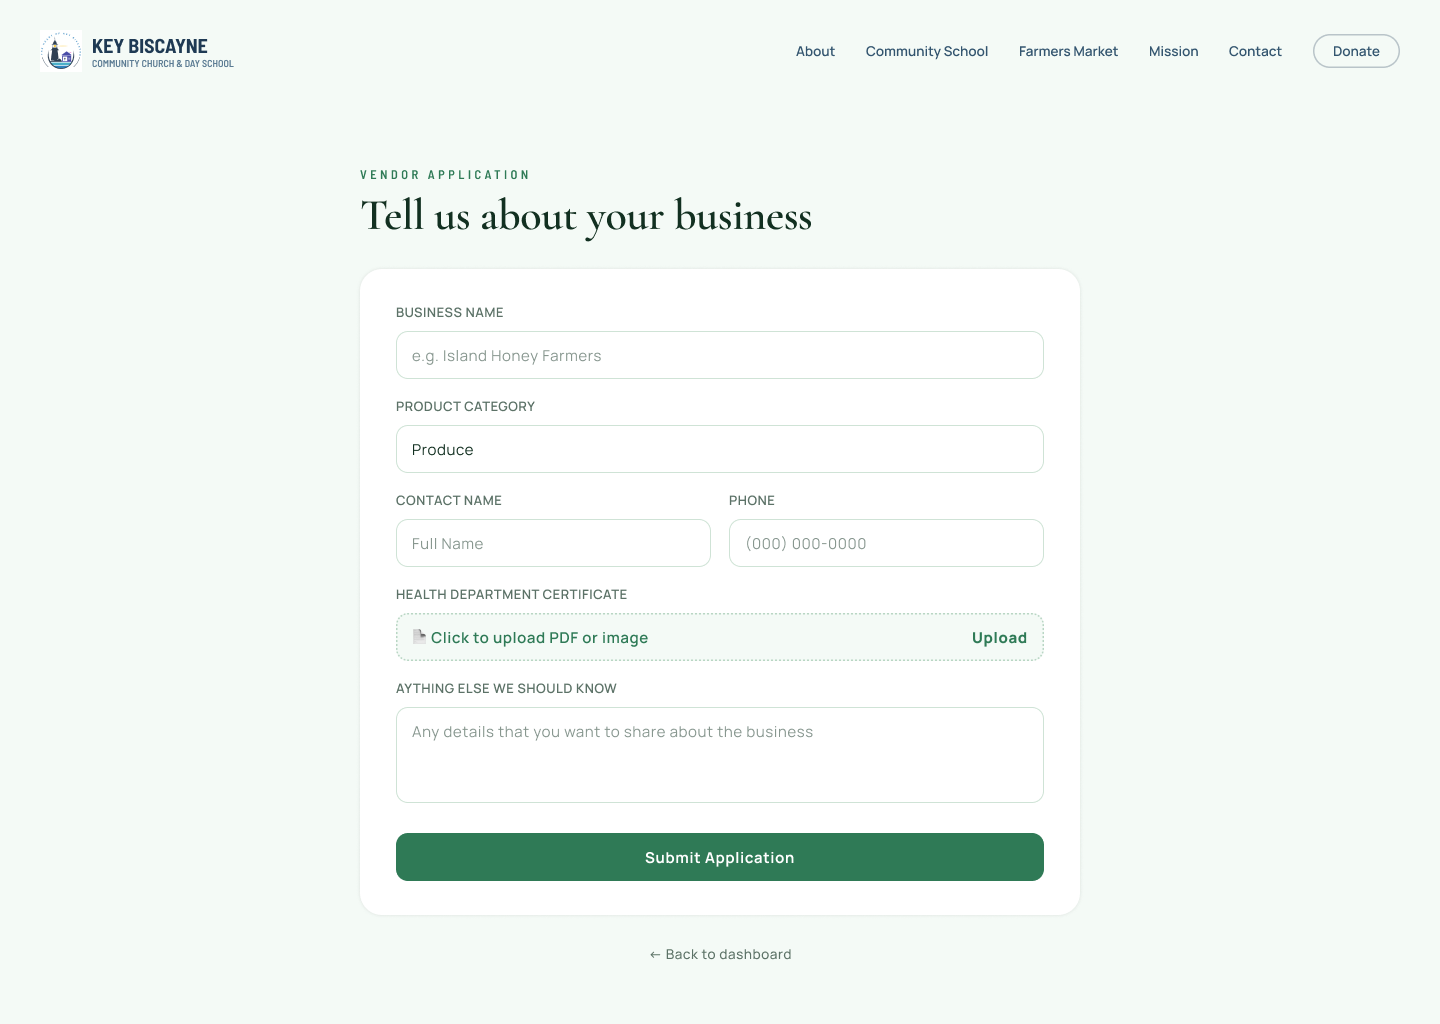 KEY BISCAYNE
COMMUNITY CHURCH & DAY SCHOOL
About Community School Farmers Market Mission Contact Donate
VENDOR APPLICATION
Tell us about your business
BUSINESS NAME
e.g. Island Honey Farmers
PRODUCT CATEGORY
Produce
CONTACT NAME PHONE
Full Name (000) 000-0000
HEALTH DEPARTMENT CERTIFICATE
Click to upload PDF or image Upload
AYTHING ELSE WE SHOULD KNOW
Any details that you want to share about the business
Submit Application
← Back to dashboard